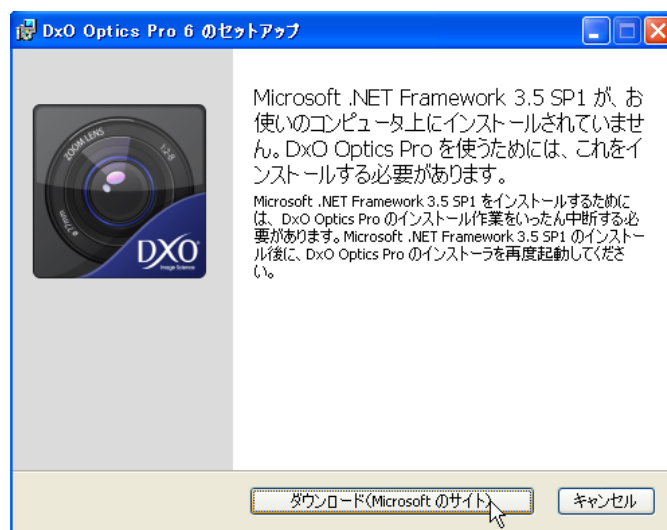 DxO Optics Pro 6 のセットアップ
ZOOM LENS
1:2-8
φ77mm
DXO
Image Science
Microsoft .NET Framework 3.5 SP1 が、お
使いのコンピュータ上にインストールされていませ
ん。DxO Optics Pro を使うためには、これをイ
ンストールする必要があります。
Microsoft .NET Framework 3.5 SP1 をインストールするために
は、DxO Optics Pro のインストール作業をいったん中断する必
要があります。Microsoft .NET Framework 3.5 SP1 のインストー
ル後に、DxO Optics Pro のインストーラを再度起動してくださ
い。
ダウンロード(Microsoft のサイト)
キャンセル